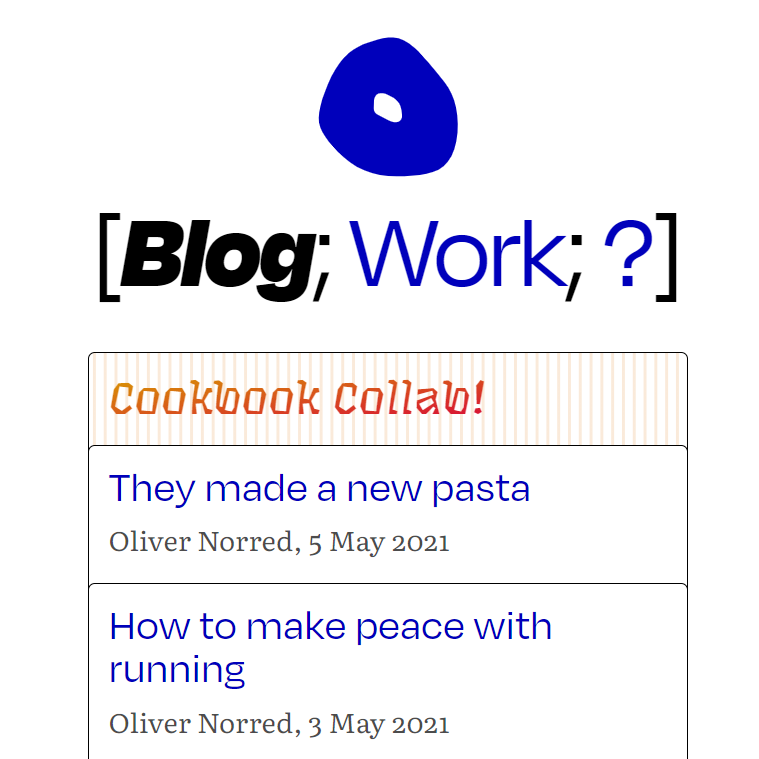 [Blog; Work; ?]
Cookbook Collab!
They made a new pasta
Oliver Norred, 5 May 2021
How to make peace with
running
Oliver Norred, 3 May 2021